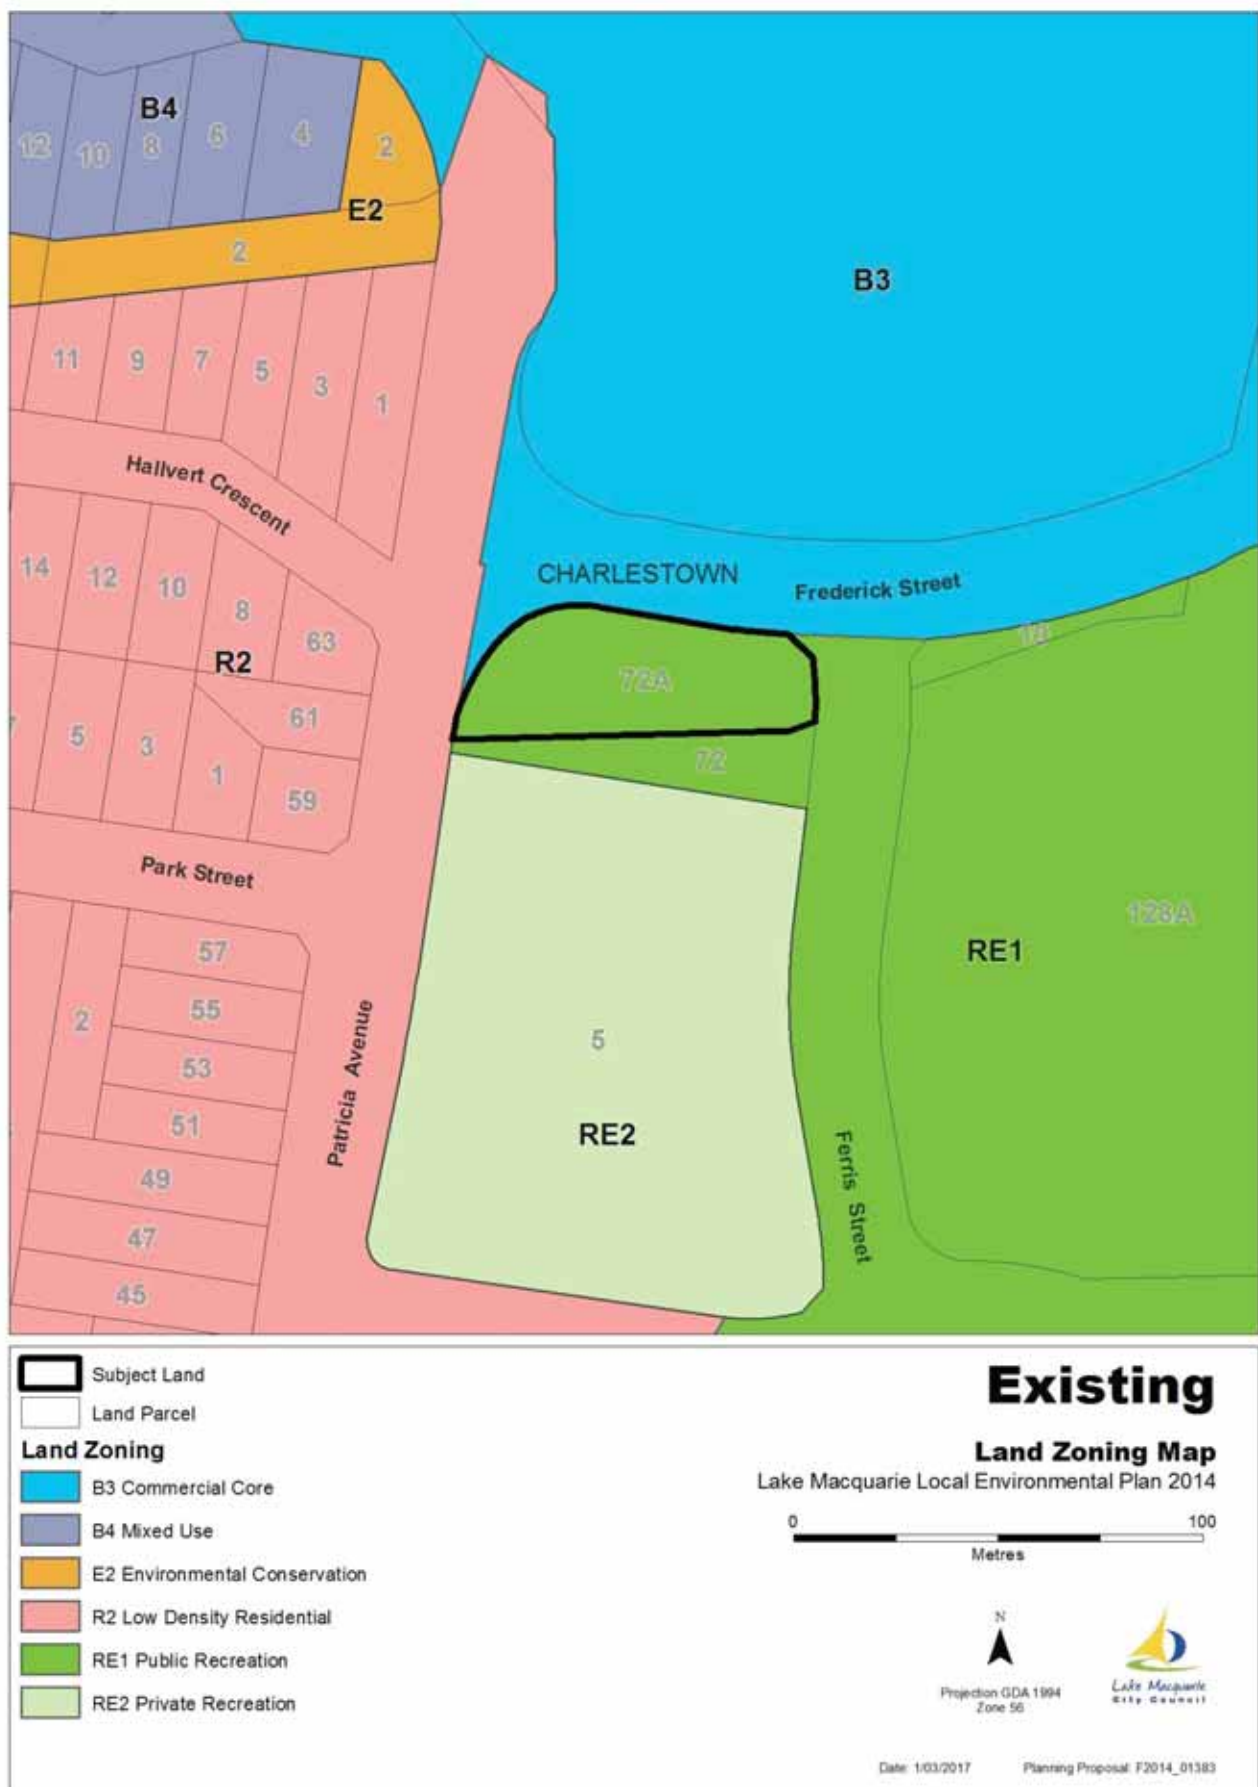 B4
12
10
8
6
4
2
E2
2
B3
11
9
7
5
3
1
Hallvert Crescent
14
12
10
8
63
R2
CHARLESTOWN
Frederick Street
72A
61
5
3
1
59
72
Park Street
128A
57
RE1
55
2
53
51
5
Patricia Avenue
RE2
49
Ferris Street
47
45
Subject Land
Land Parcel
Land Zoning
B3 Commercial Core
B4 Mixed Use
E2 Environmental Conservation
R2 Low Density Residential
RE1 Public Recreation
RE2 Private Recreation
Existing
Land Zoning Map
Lake Macquarie Local Environmental Plan 2014
0 100
Metres
N
Projection GDA 1994
Zone 56
Lake Macquarie
City Council
Date: 1/03/2017 Planning Proposal: F2014_01383